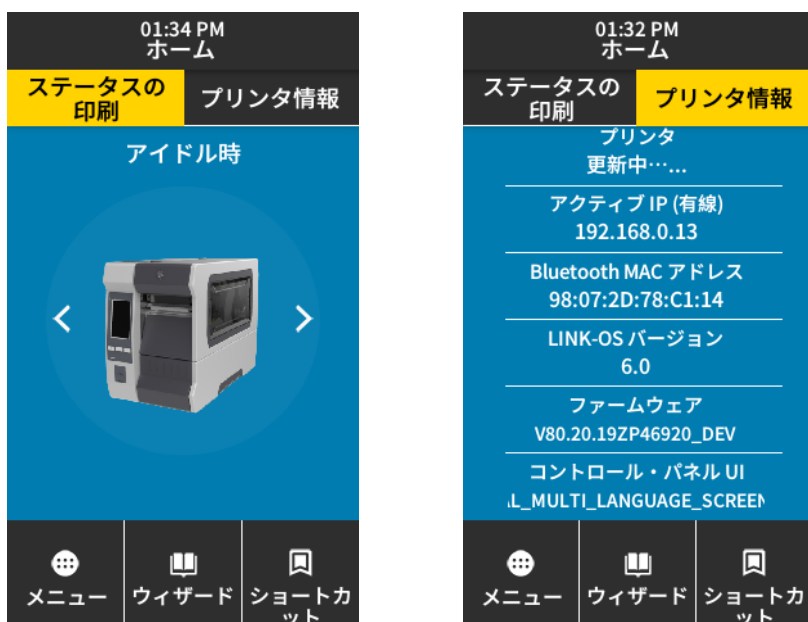 01:34 PM
ホーム
ステータスの
印刷
プリンタ情報
アイドル時
メニュー
ウィザード
ショートカ
ット
01:32 PM
ホーム
ステータスの
印刷
プリンタ情報
プリンタ
更新中…...
アクティブ IP (有線)
192.168.0.13
Bluetooth MAC アドレス
98:07:2D:78:C1:14
LINK-OS バージョン
6.0
ファームウェア
V80.20.19ZP46920_DEV
コントロール・パネル UI
L_MULTI_LANGUAGE_SCREEN
メニュー
ウィザード
ショートカ
ット